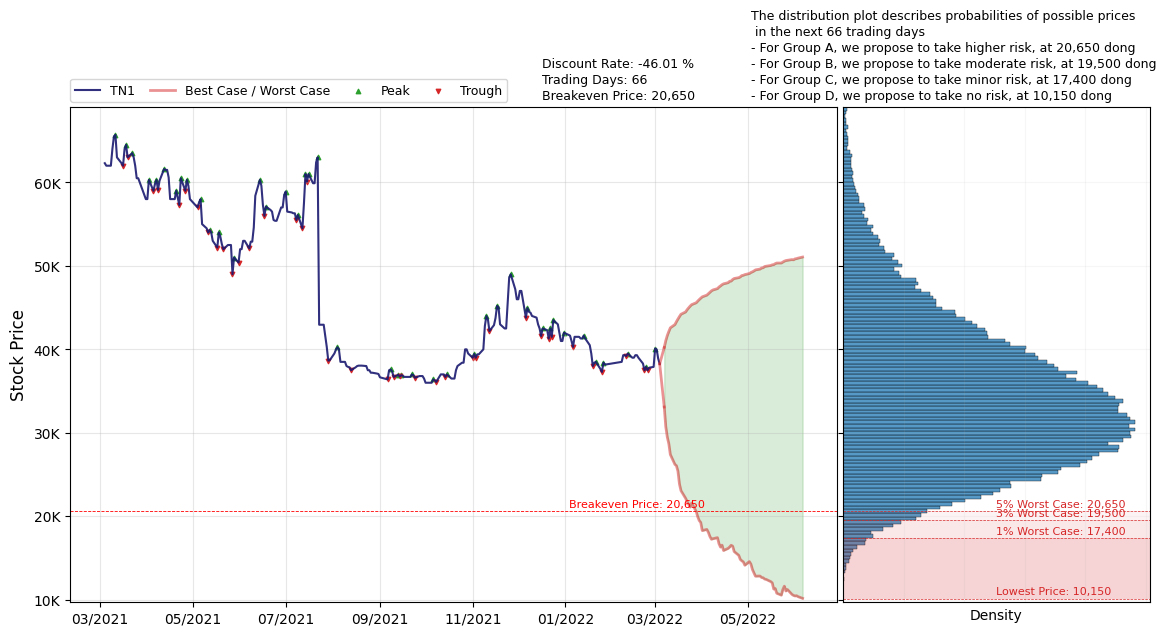 The distribution plot describes probabilities of possible prices
in the next 66 trading days
- For Group A, we propose to take higher risk, at 20,650 dong
- For Group B, we propose to take moderate risk, at 19,500 dong
- For Group C, we propose to take minor risk, at 17,400 dong
- For Group D, we propose to take no risk, at 10,150 dong
Discount Rate: -46.01 %
Trading Days: 66
Breakeven Price: 20,650
TN1 Best Case / Worst Case Peak Trough
Stock Price
60K
50K
40K
30K
20K
10K
Breakeven Price: 20,650
5% Worst Case: 20,650
3% Worst Case: 19,500
1% Worst Case: 17,400
Lowest Price: 10,150
03/2021 05/2021 07/2021 09/2021 11/2021 01/2022 03/2022 05/2022
Density